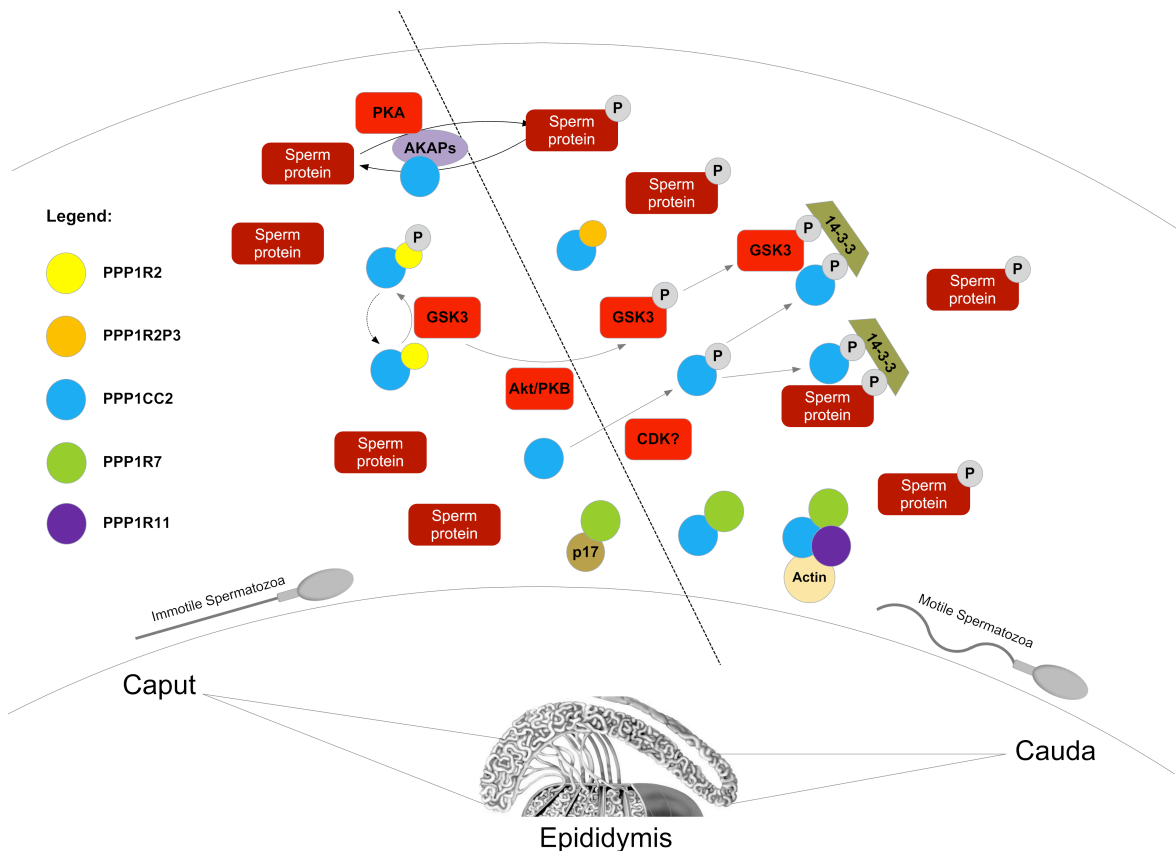 P
PKA
Sperm
protein
AKAPs
Sperm
protein
P
Sperm
protein
Legend:
P
14-3-3
Sperm
protein
P
GSK3
P
PPP1R2
P
Sperm
protein
P
GSK3
GSK3
PPP1R2P3
14-3-3
P
P
P
Akt/PKB
Sperm
protein
PPP1CC2
CDK?
Sperm
protein
PPP1R7
P
Sperm
protein
Sperm
protein
PPP1R11
p17
Actin
Immotile Spermatozoa
Motile Spermatozoa
Caput
Cauda
Epididymis